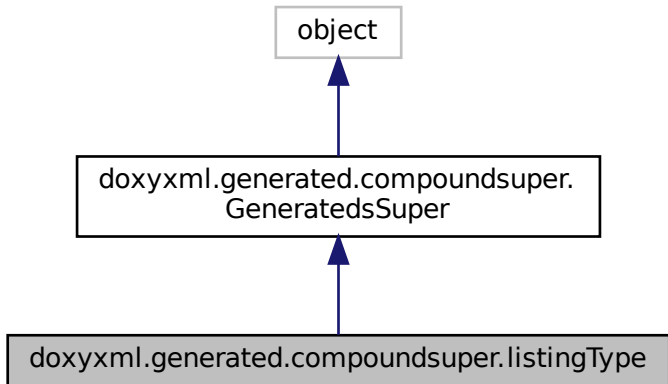 object
doxyxml.generated.compoundsuper.
GeneratedsSuper
doxyxml.generated.compoundsuper.listingType